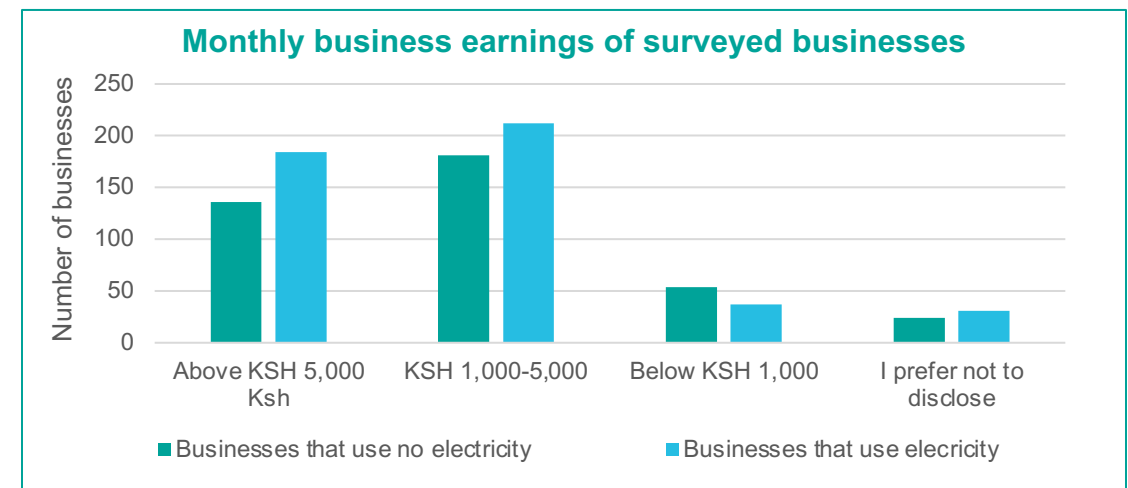 Monthly business earnings of surveyed businesses
Number of businesses
250
200
150
100
50
0
Above KSH 5,000
Ksh
KSH 1,000-5,000
Below KSH 1,000
I prefer not to
disclose
Businesses that use no electricity
Businesses that use elecricity